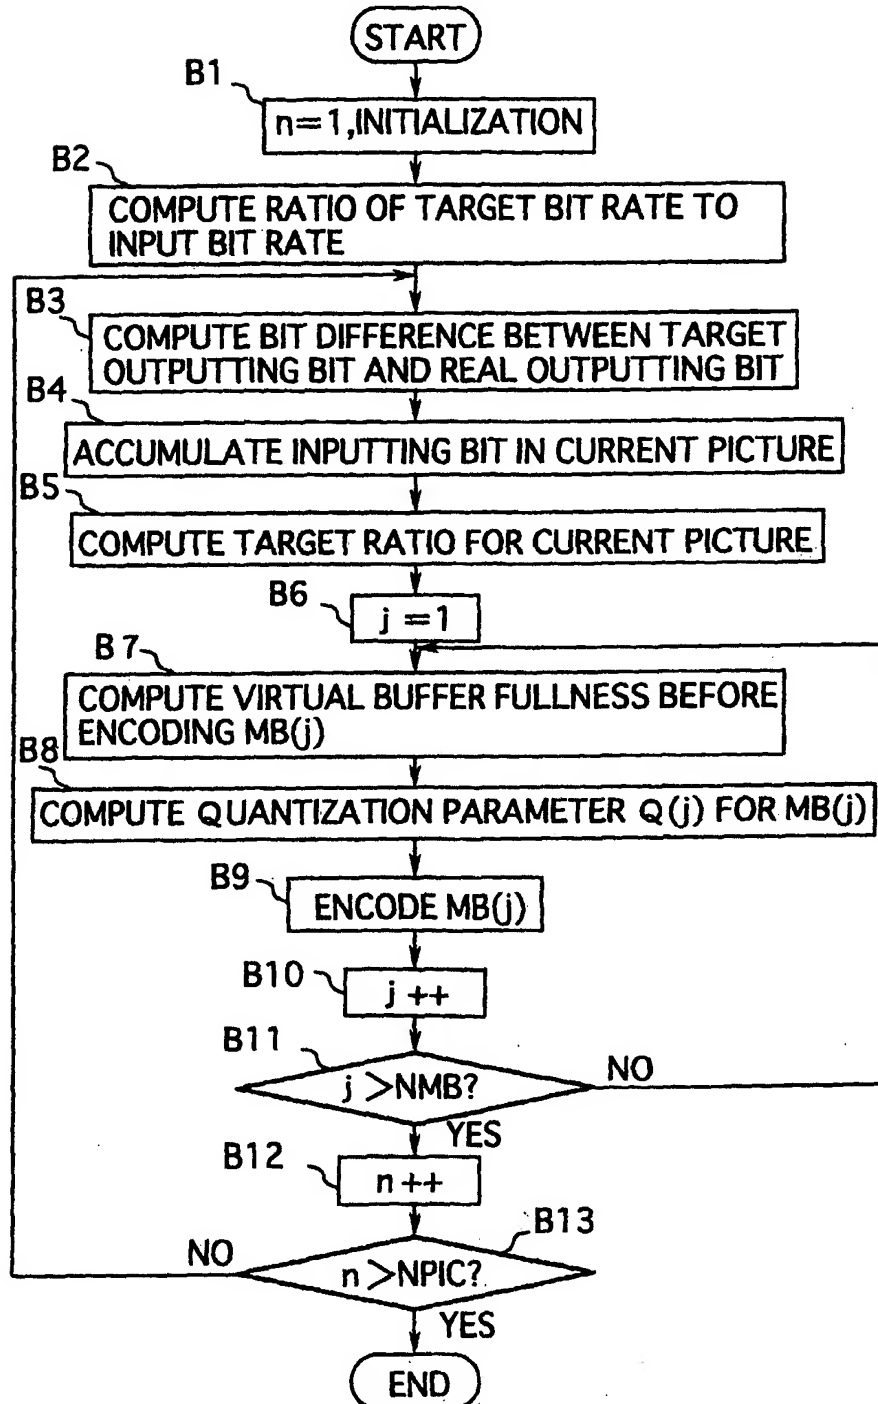 START
B1
n=1,INITIALIZATION
B2
COMPUTE RATIO OF TARGET BIT RATE TO
INPUT BIT RATE
B3
COMPUTE BIT DIFFERENCE BETWEEN TARGET
OUTPUTTING BIT AND REAL OUTPUTTING BIT
B4
ACCUMULATE INPUTTING BIT IN CURRENT PICTURE
B5
COMPUTE TARGET RATIO FOR CURRENT PICTURE
B6
j =1
B7
COMPUTE VIRTUAL BUFFER FULLNESS BEFORE
ENCODING MB(j)
B8
COMPUTE QUANTIZATION PARAMETER Q(j) FOR MB(j)
B9
ENCODE MB(j)
B10
j ++
B11
j >NMB?
NO
YES
B12
n ++
B13
n >NPIC?
NO
YES
END